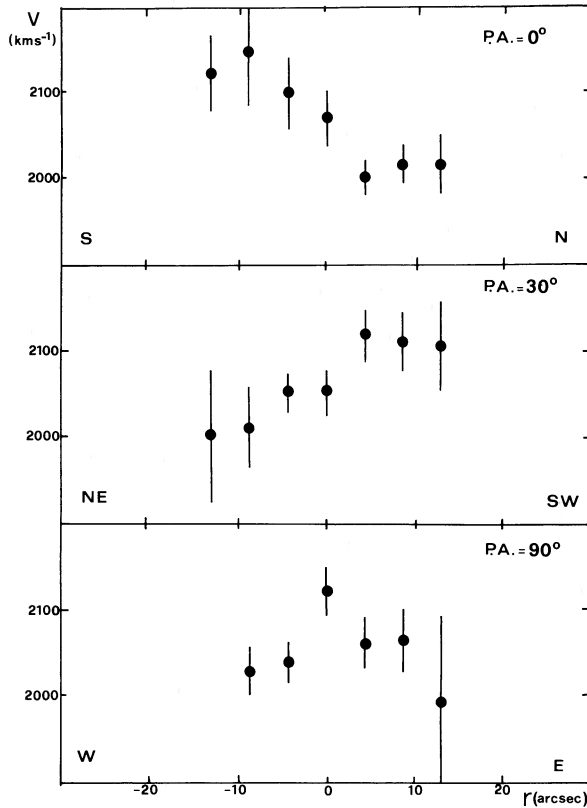 V
(kms⁻¹)
P.A.= 0°
2100
2000
S N
P.A.= 30°
2100
2000
NE SW
P.A.= 90°
2100
2000
W E
-20 -10 0 10 20 r(arcsec)